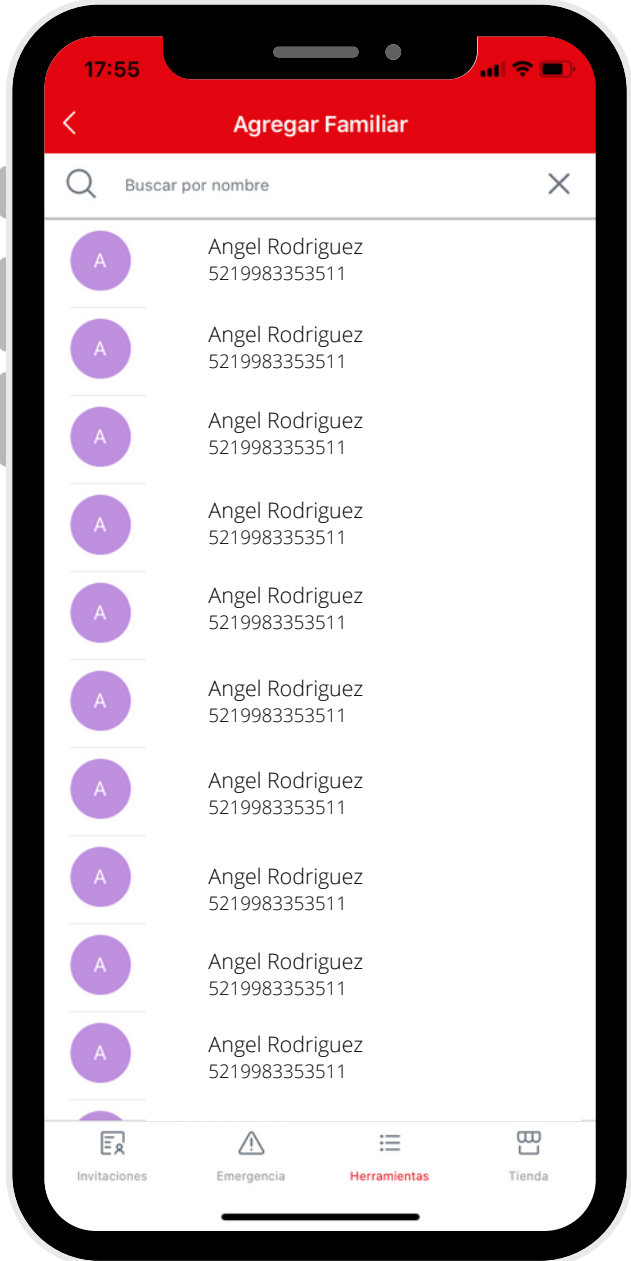 17:55
Agregar Familiar
Buscar por nombre
A
Angel Rodriguez
5219983353511
A
Angel Rodriguez
5219983353511
A
Angel Rodriguez
5219983353511
A
Angel Rodriguez
5219983353511
A
Angel Rodriguez
5219983353511
A
Angel Rodriguez
5219983353511
A
Angel Rodriguez
5219983353511
A
Angel Rodriguez
5219983353511
A
Angel Rodriguez
5219983353511
A
Angel Rodriguez
5219983353511
Invitaciones Emergencia Herramientas Tienda